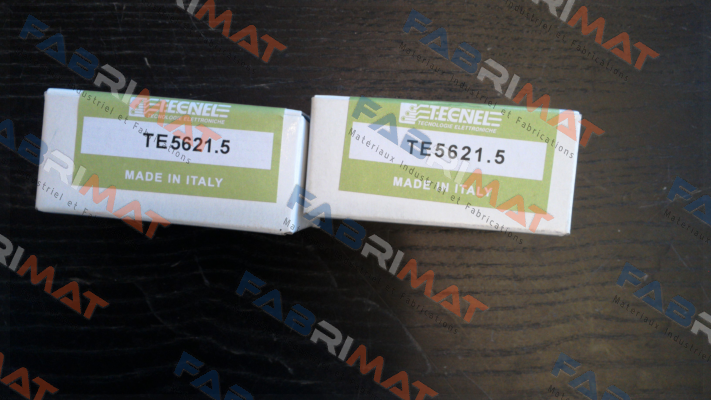 TECNEL
TECNOLOGIE ELETTRONICHE
TE5621.5
MADE IN ITALY
TECNEL
TECNOLOGIE ELETTRONICHE
TE5621.5
MADE IN ITALY
FABRIMAT
Materiaux Industriel et Fabrications